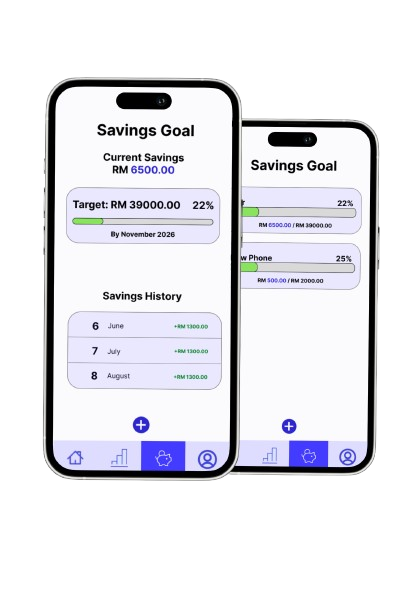 Savings Goal
Current Savings
RM 6500.00
Target: RM 39000.00 22%
By November 2026
Savings History
6 June +RM 1300.00
7 July +RM 1300.00
8 August +RM 1300.00
Savings Goal
22%
RM 6500.00 / RM 39000.00
Phone 25%
RM 500.00 / RM 2000.00